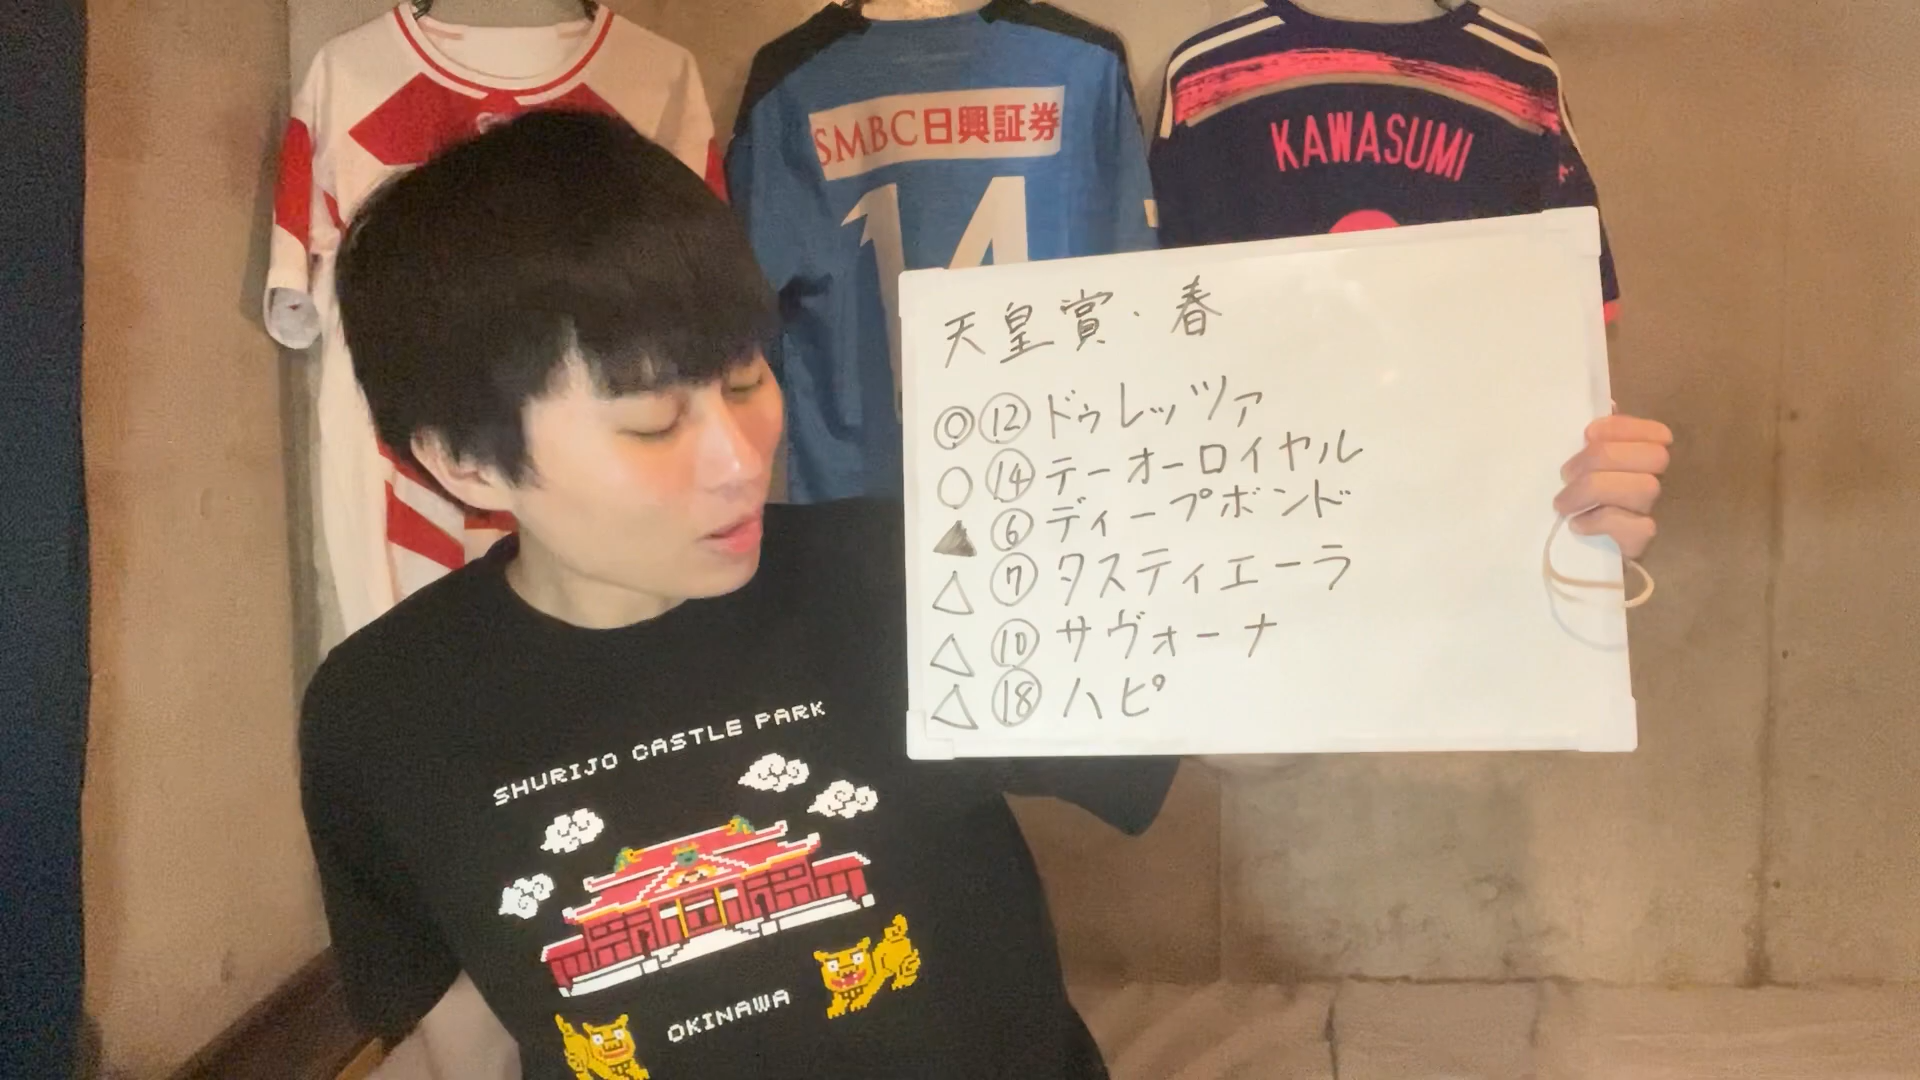 SMBC日興証券
14
KAWASUMI
天皇賞・春
◎⑫ドゥレッツァ
○⑭テーオーロイヤル
▲⑥ディープボンド
△⑦タスティエーラ
△⑩サヴォーナ
△⑱ハピ
SHURIJO CASTLE PARK
OKINAWA